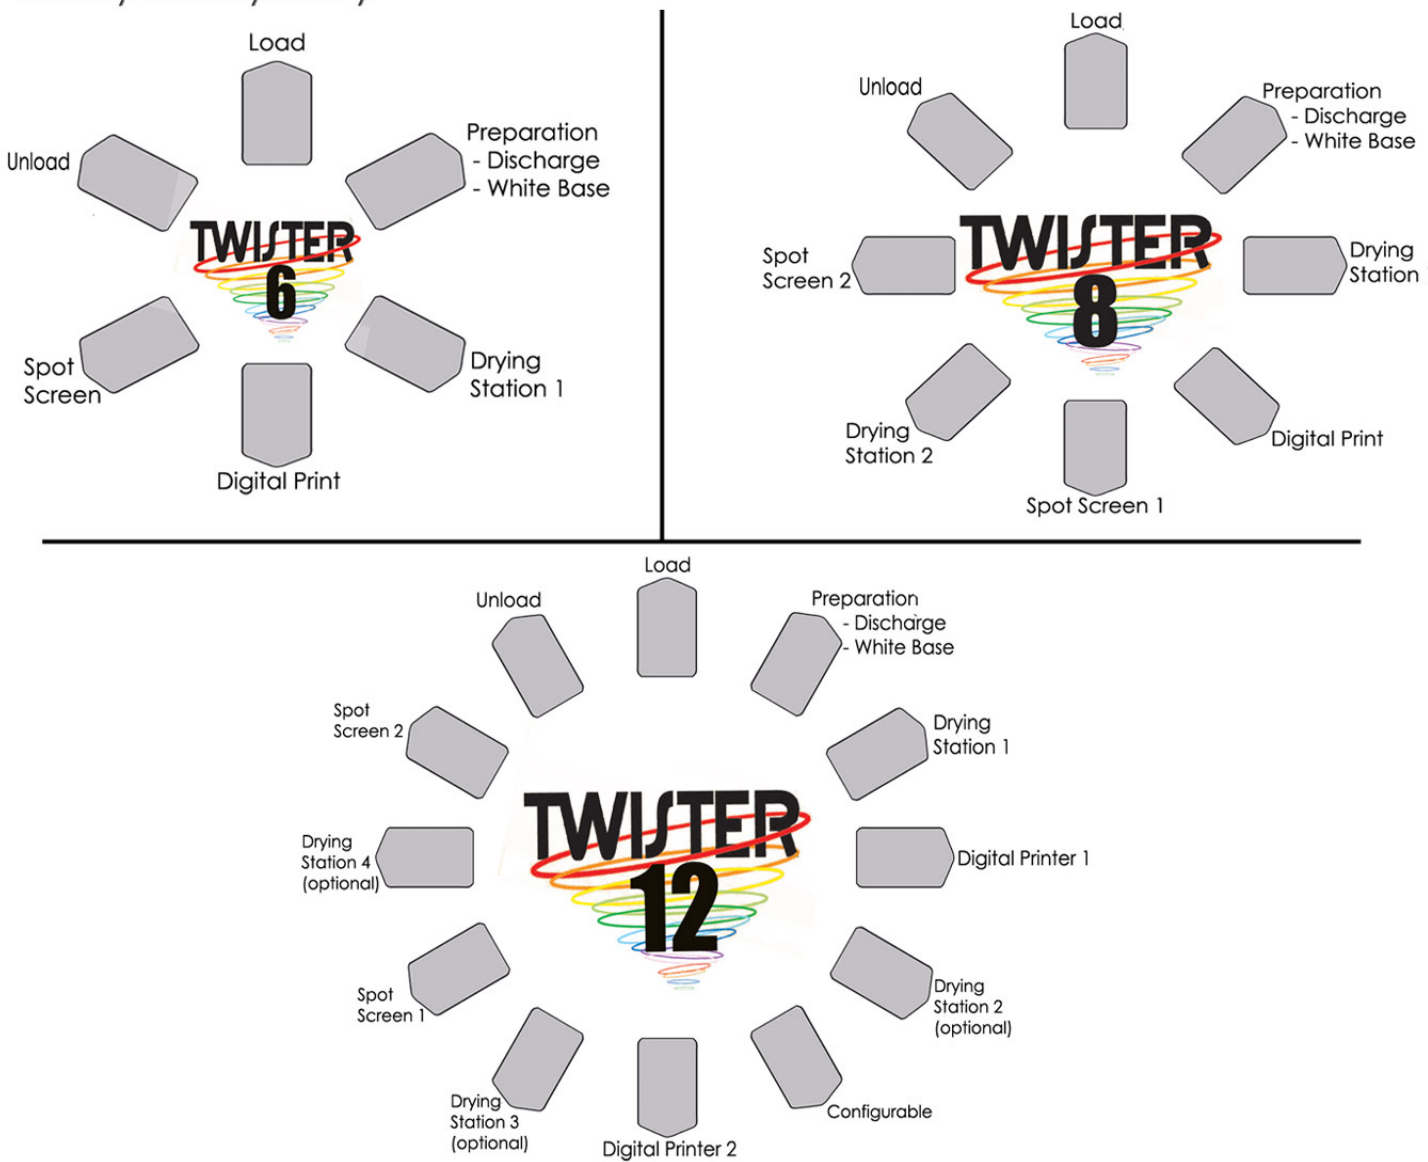 Load
Preparation
- Discharge
- White Base
Drying
Station 1
Digital Print
Spot
Screen
Unload
TWISTER
6
Load
Preparation
- Discharge
- White Base
Drying
Station
Digital Print
Spot Screen 1
Drying
Station 2
Spot
Screen 2
Unload
TWISTER
8
Load
Preparation
- Discharge
- White Base
Drying
Station 1
Digital Printer 1
Drying
Station 2
(optional)
Configurable
Digital Printer 2
Drying
Station 3
(optional)
Spot
Screen 1
Drying
Station 4
(optional)
Spot
Screen 2
Unload
TWISTER
12